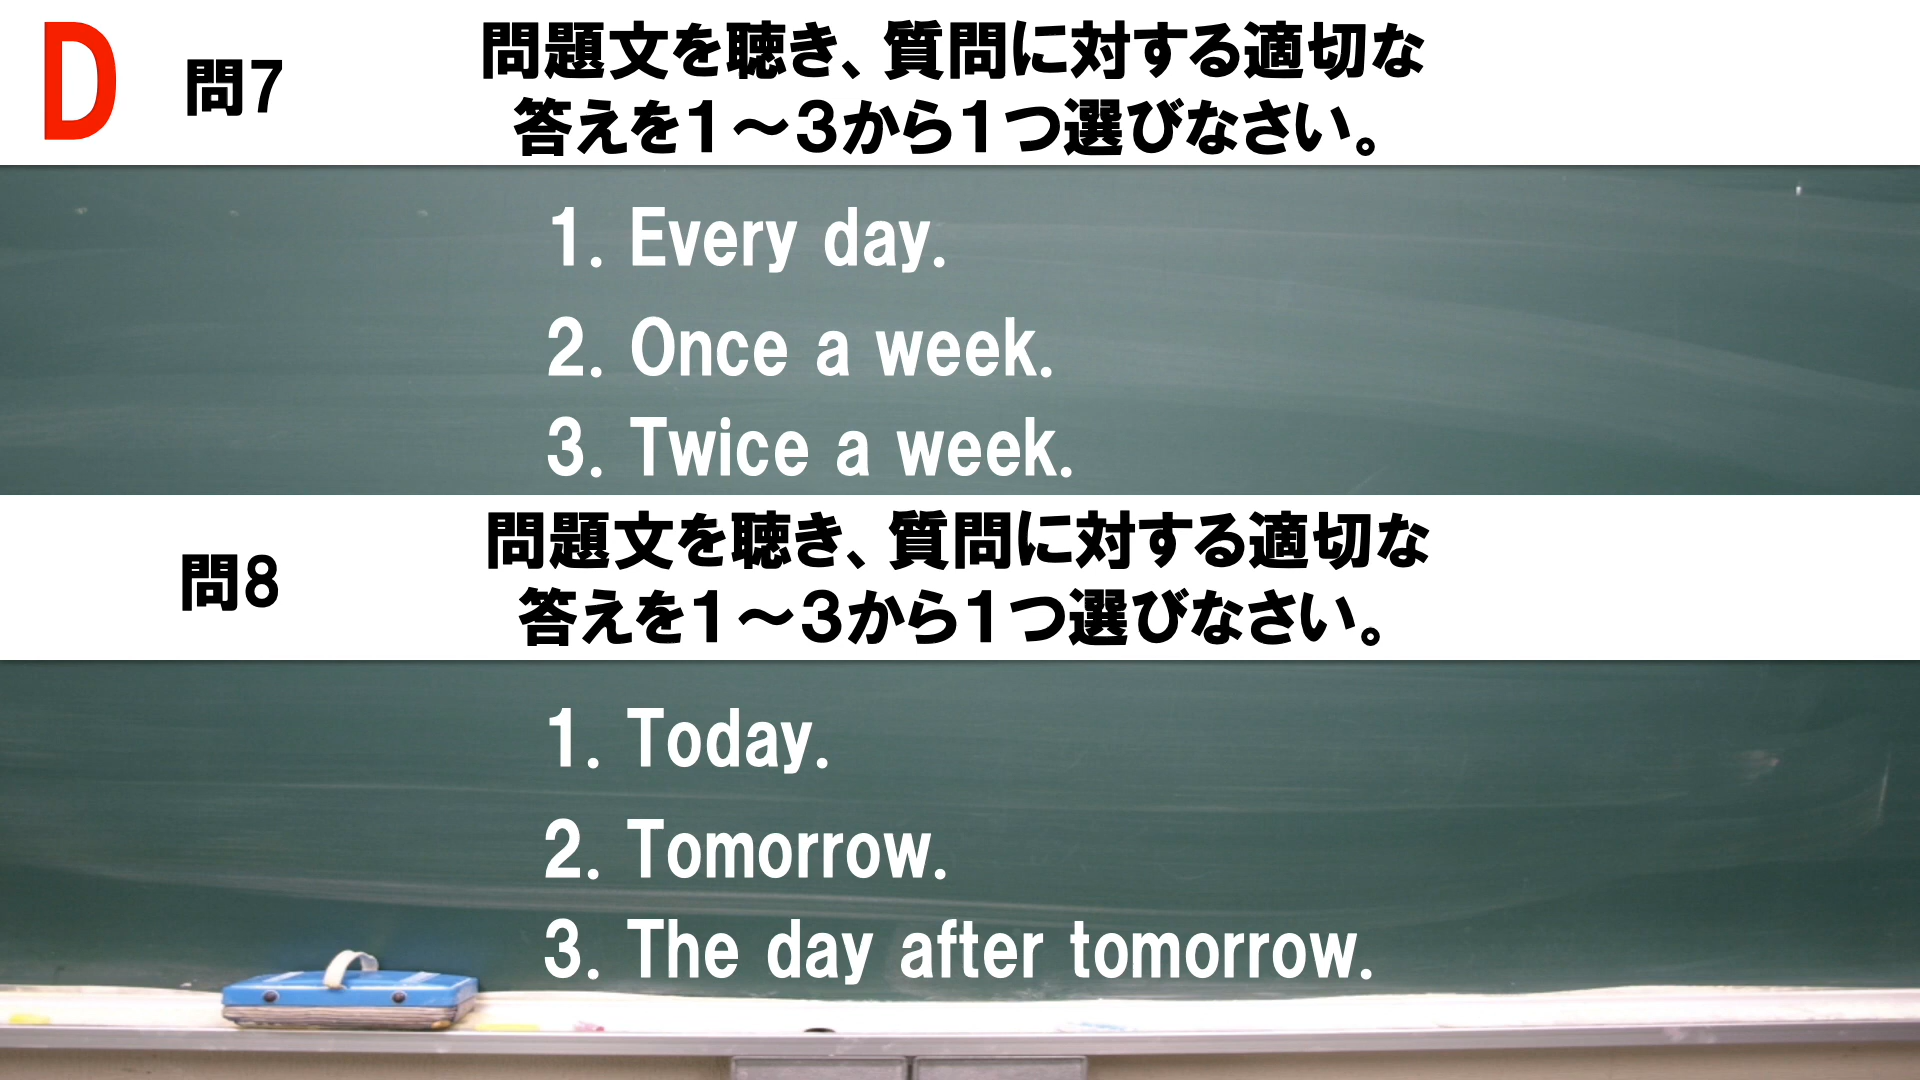 D 問7
問題文を聴き、質問に対する適切な
答えを1～3から1つ選びなさい。
1. Every day.
2. Once a week.
3. Twice a week.
問8
問題文を聴き、質問に対する適切な
答えを1～3から1つ選びなさい。
1. Today.
2. Tomorrow.
3. The day after tomorrow.